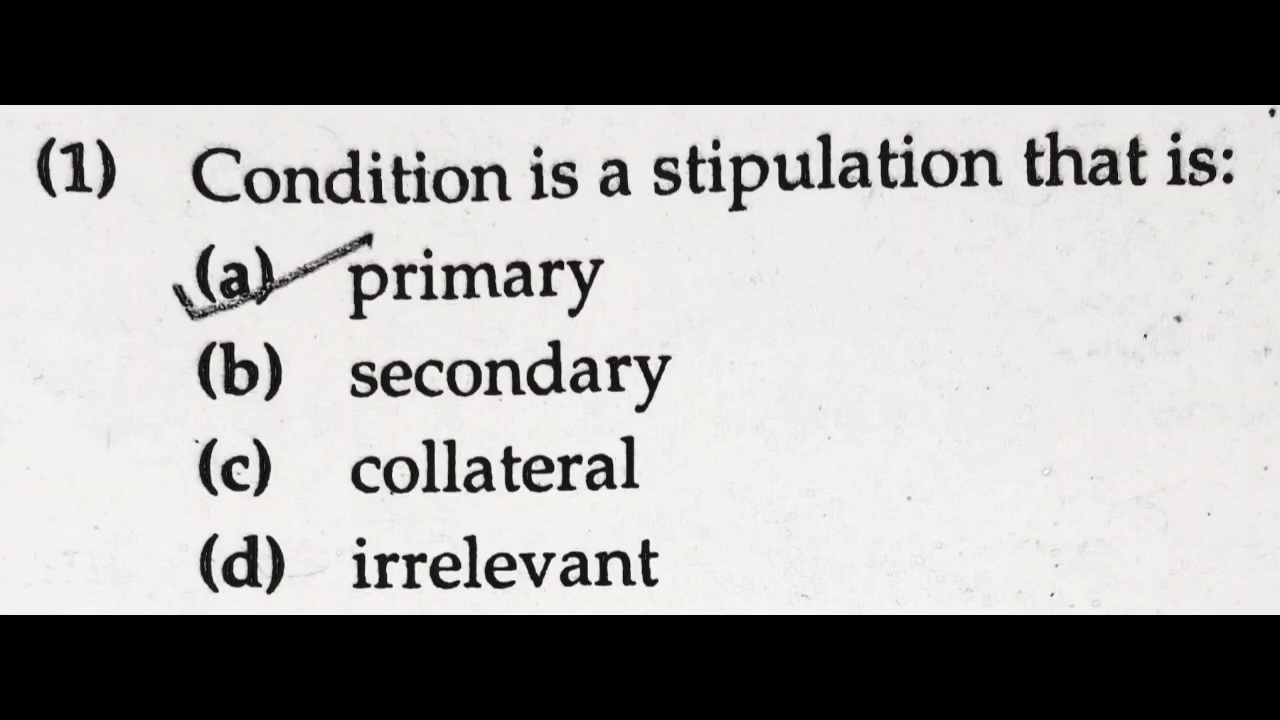 (1) Condition is a stipulation that is:
(a) primary
(b) secondary
(c) collateral
(d) irrelevant